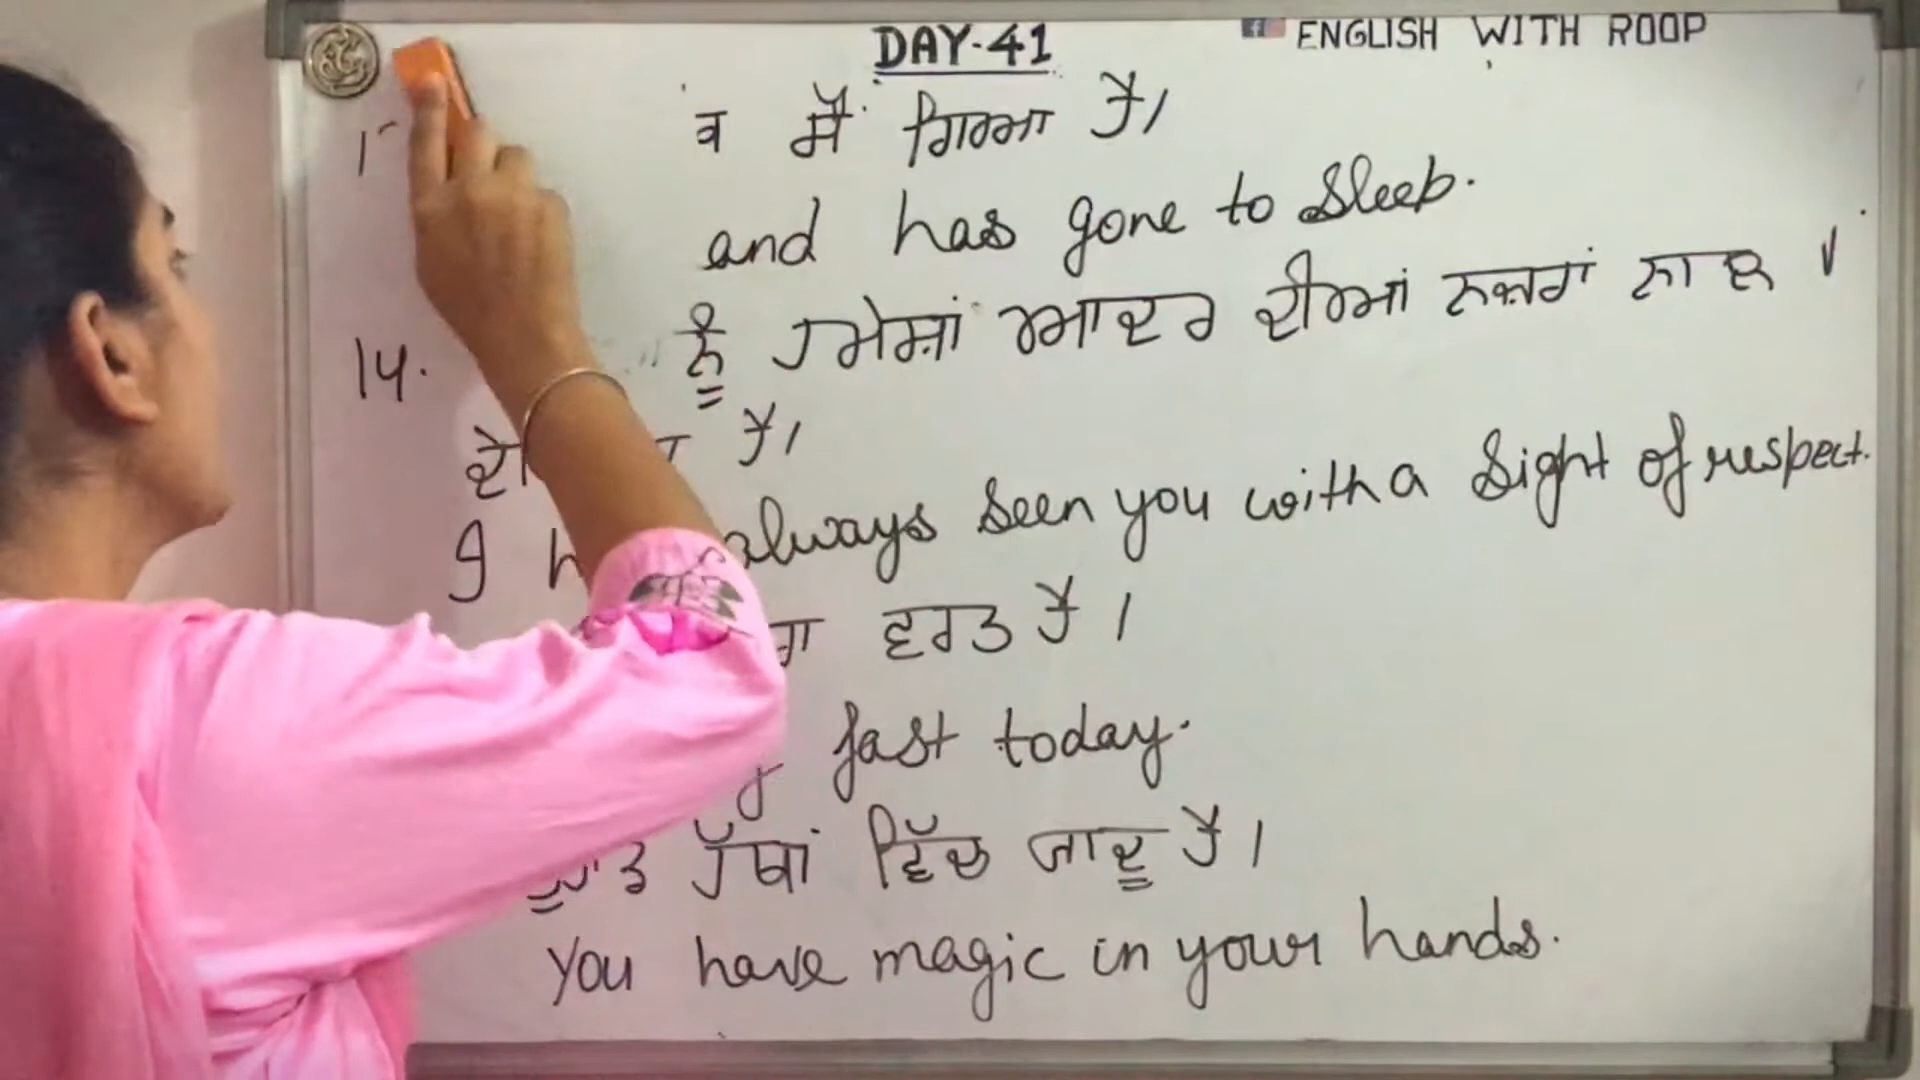 DAY-41
ENGLISH WITH ROOP
ਸੌਂ ਗਿਆ ਹੈ।
and has gone to sleep.
14. ਨੂੰ ਹਮੇਸ਼ਾਂ ਆਦਰ ਦੀਆਂ ਨਜ਼ਰਾਂ ਨਾਲ
ਹੈ।
I always seen you with a sight of respect.
ਵਰਤ ਹੈ।
fast today.
ਹੱਥਾਂ ਵਿੱਚ ਜਾਦੂ ਹੈ।
You have magic in your hands.